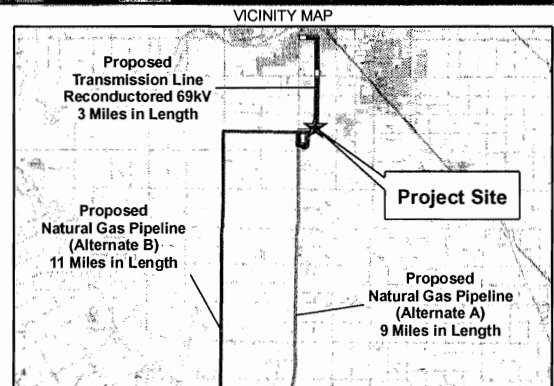 VICINITY MAP
Proposed
Transmission Line
Reconductored 69kV
3 Miles in Length
Project Site
Proposed
Natural Gas Pipeline
(Alternate B)
11 Miles in Length
Proposed
Natural Gas Pipeline
(Alternate A)
9 Miles in Length